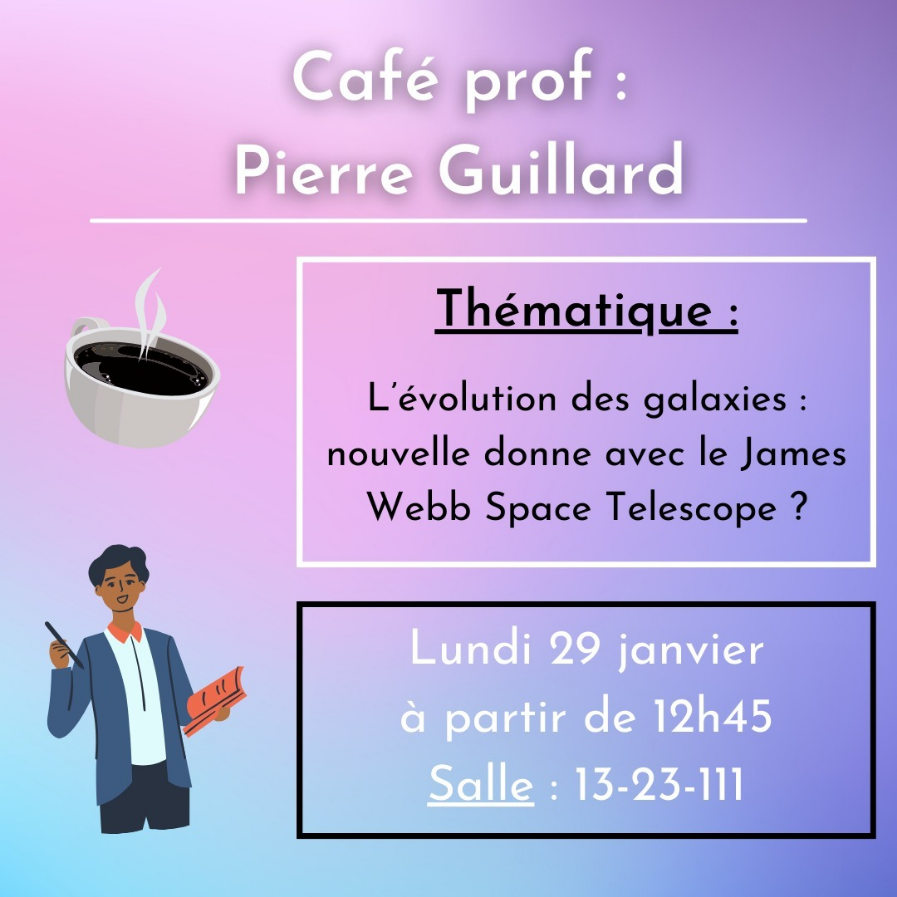 Café prof :
Pierre Guillard
Thématique :
L'évolution des galaxies :
nouvelle donne avec le James
Webb Space Telescope ?
Lundi 29 janvier
à partir de 12h45
Salle : 13-23-111